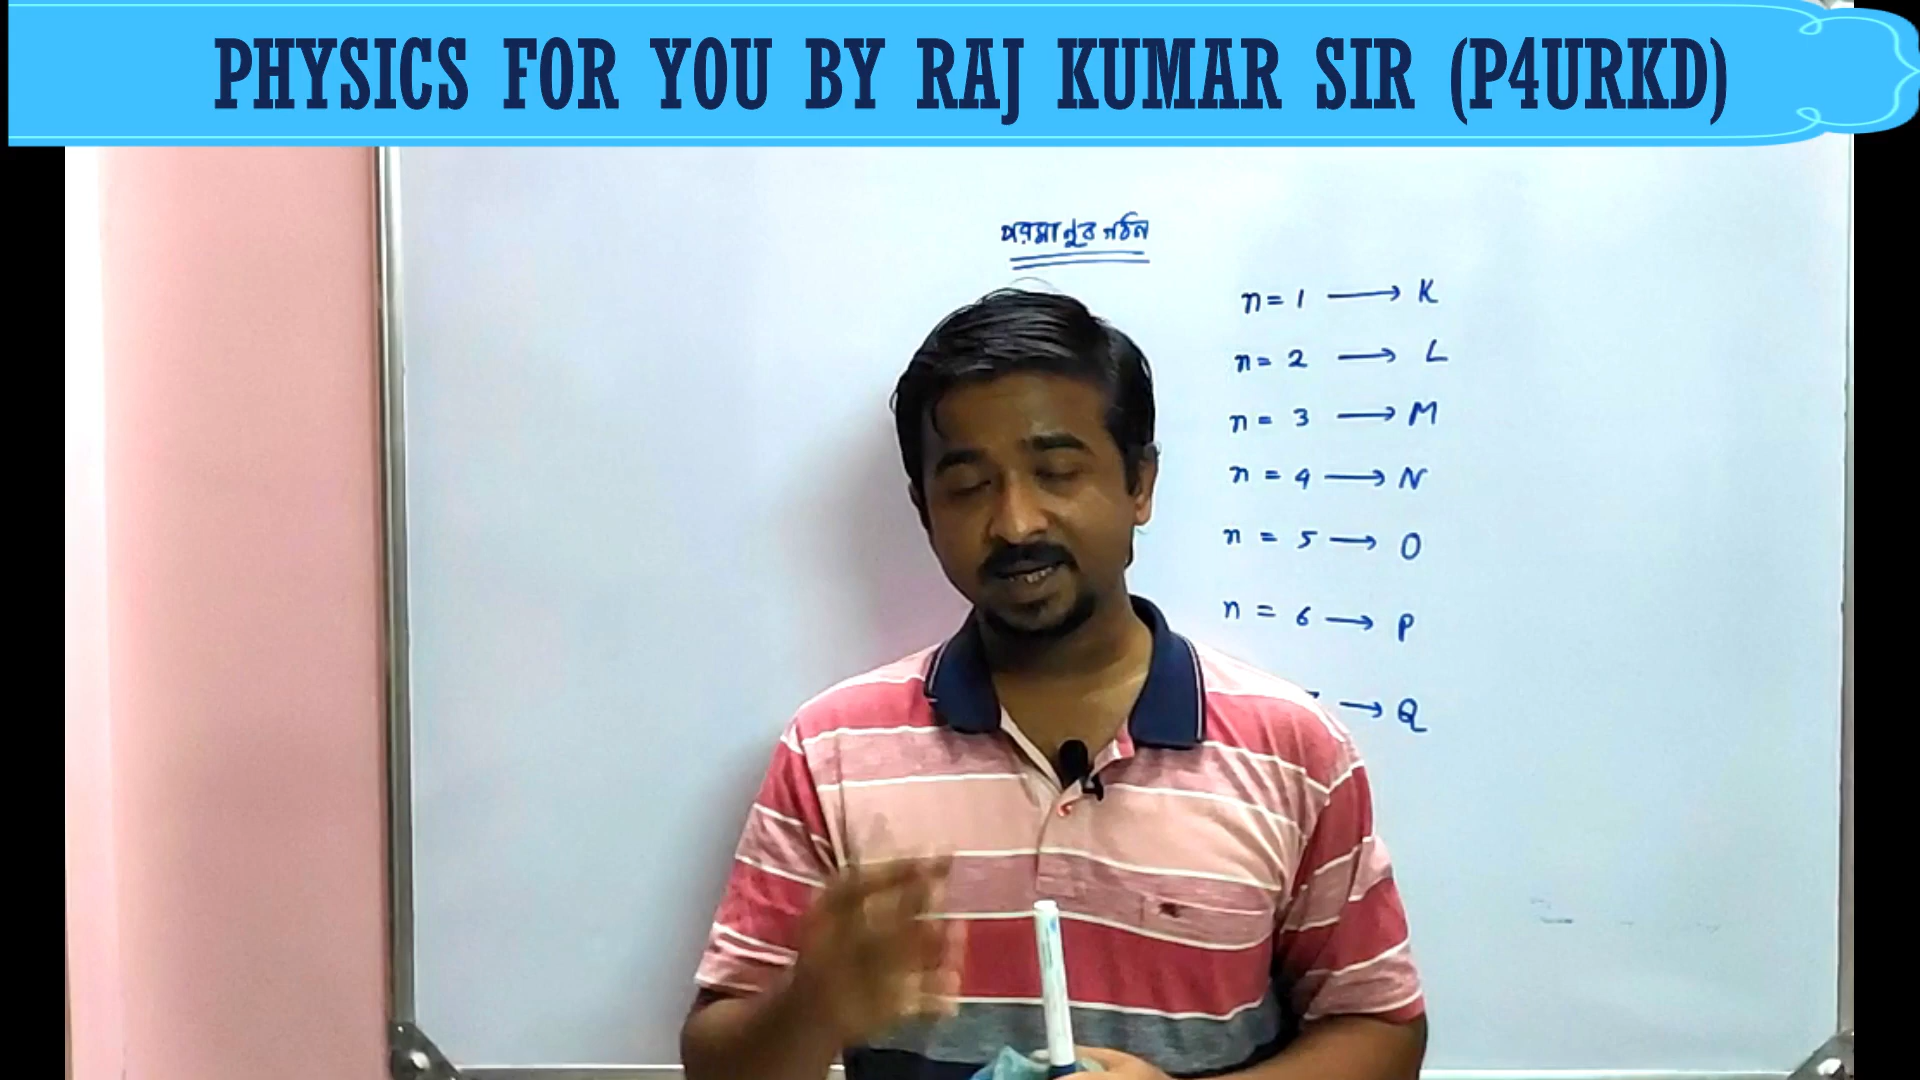 PHYSICS FOR YOU BY RAJ KUMAR SIR (P4URKD)
পরমাণুর গঠন
n = 1 → K
n = 2 → L
n = 3 → M
n = 4 → N
n = 5 → O
n = 6 → P
→ Q